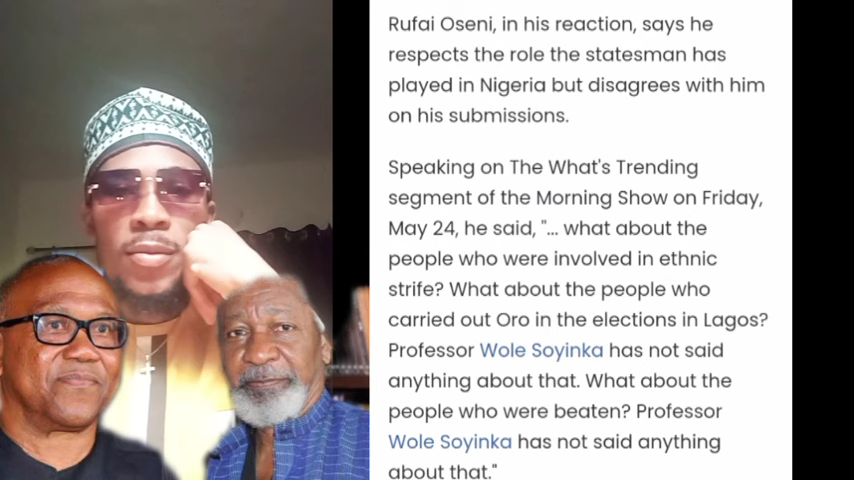 Rufai Oseni, in his reaction, says he
respects the role the statesman has
played in Nigeria but disagrees with him
on his submissions.
Speaking on The What's Trending
segment of the Morning Show on Friday,
May 24, he said, "... what about the
people who were involved in ethnic
strife? What about the people who
carried out Oro in the elections in Lagos?
Professor Wole Soyinka has not said
anything about that. What about the
people who were beaten? Professor
Wole Soyinka has not said anything
about that."